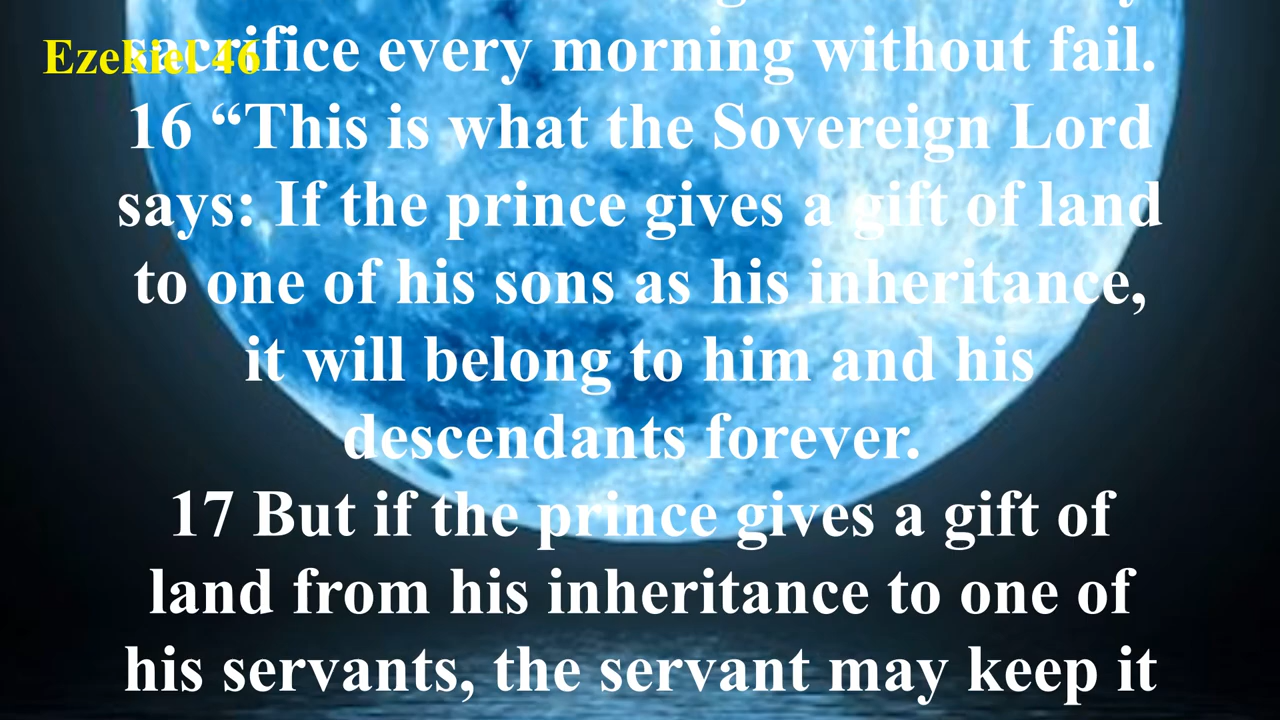 Ezekiel 46
sacrifice every morning without fail.
16 “This is what the Sovereign Lord
says: If the prince gives a gift of land
to one of his sons as his inheritance,
it will belong to him and his
descendants forever.
17 But if the prince gives a gift of
land from his inheritance to one of
his servants, the servant may keep it